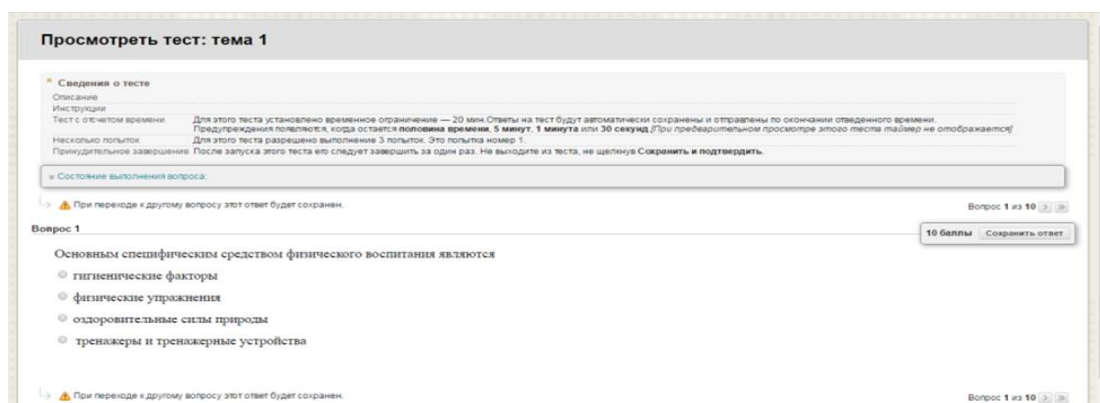 Просмотреть тест: тема 1
Сведения о тесте
Описание
Инструкции
Тест с отсчетом времени Для этого теста установлено временное ограничение — 20 мин.Ответы на тест будут автоматически сохранены и отправлены по окончании отведенного времени.
Предупреждения появляются, когда остается половина времени, 5 минут, 1 минута или 30 секунд.[При предварительном просмотре этого теста таймер не отображается]
Несколько попыток Для этого теста разрешено выполнение 3 попыток. Это попытка номер 1.
Принудительное завершение После запуска этого теста его следует завершить за один раз. Не выходите из теста, не щелкнув Сохранить и подтвердить.
Состояние выполнения вопроса:
При переходе к другому вопросу этот ответ будет сохранен. Вопрос 1 из 10 > >>
Вопрос 1 10 баллы Сохранить ответ
Основным специфическим средством физического воспитания являются
гигиенические факторы
физические упражнения
оздоровительные силы природы
тренажеры и тренажерные устройства
При переходе к другому вопросу этот ответ будет сохранен. Вопрос 1 из 10 > >>